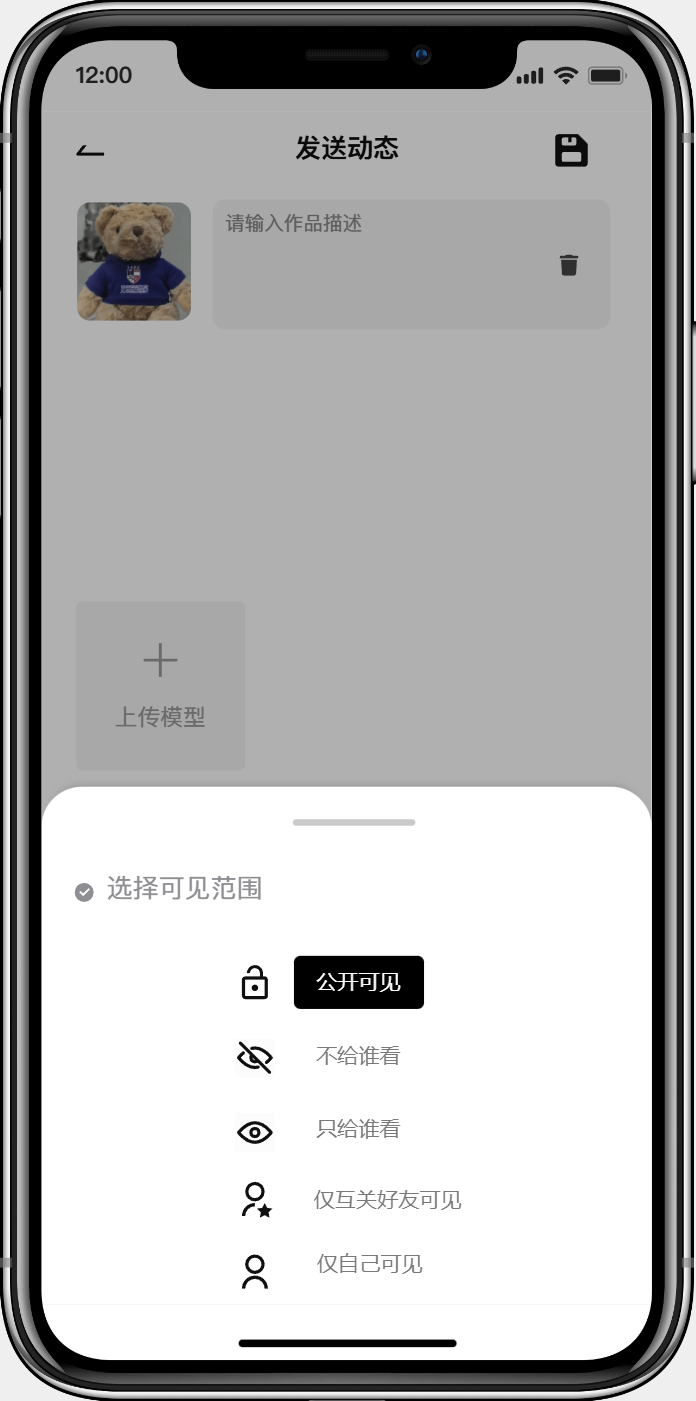 12:00
发送动态
请输入作品描述
上传模型
选择可见范围
公开可见
不给谁看
只给谁看
仅互关好友可见
仅自己可见